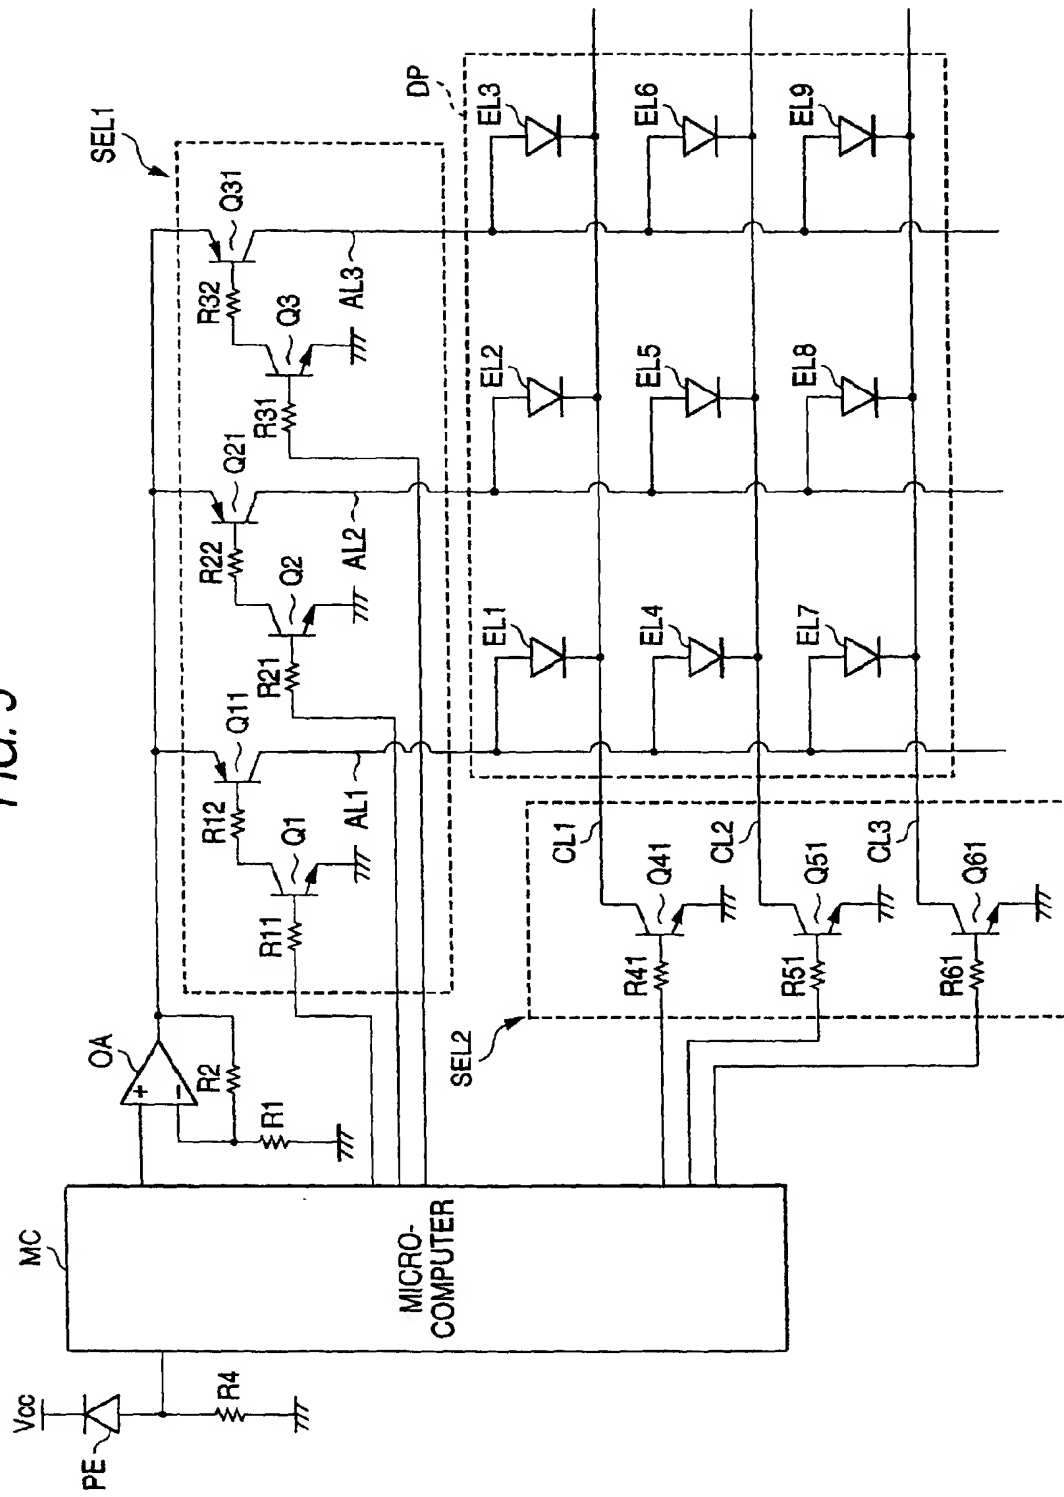 FIG.
Vcc
PE
R4
MC
MICRO-
COMPUTER
OA
R2
R1
SEL1
R12
Q11
R22
Q21
R32
Q31
R11
Q1
R21
Q2
R31
Q3
AL1
AL2
AL3
DP
SEL2
EL1
EL2
EL3
CL1
R41
Q41
EL4
EL5
EL6
CL2
R51
Q51
EL7
EL8
EL9
CL3
R61
Q61